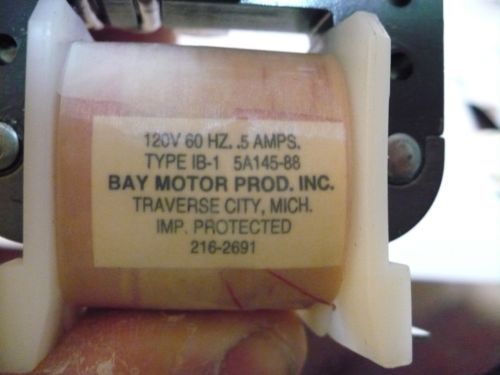 120V 60 HZ. .5 AMPS.
TYPE IB-1 5A145-88
BAY MOTOR PROD. INC.
TRAVERSE CITY, MICH.
IMP. PROTECTED
216-2691